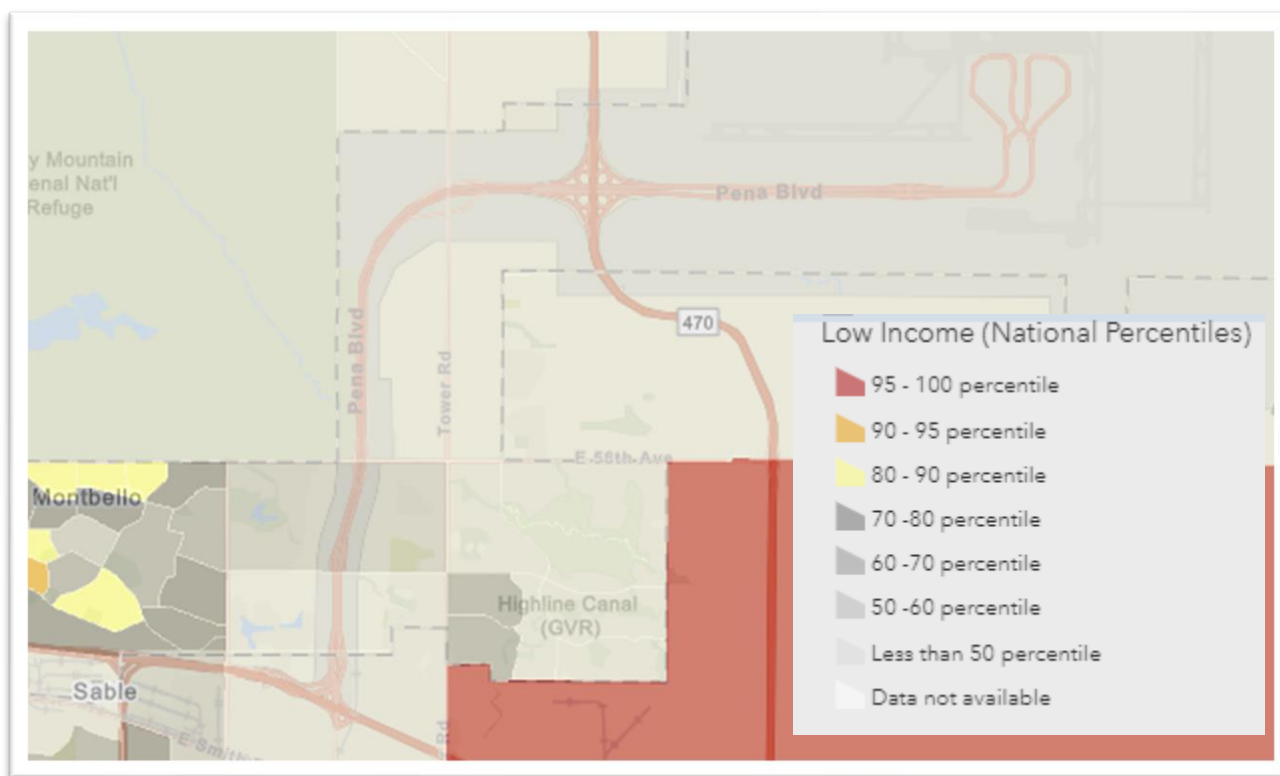 y Mountain
enal Nat'l
Refuge
Pena Blvd
470
Pena Blvd
Tower Rd
E 56th Ave
Montbello
Highline Canal
(GVR)
Sable
E Smith
Rd
Low Income (National Percentiles)
95 - 100 percentile
90 - 95 percentile
80 - 90 percentile
70 -80 percentile
60 -70 percentile
50 -60 percentile
Less than 50 percentile
Data not available